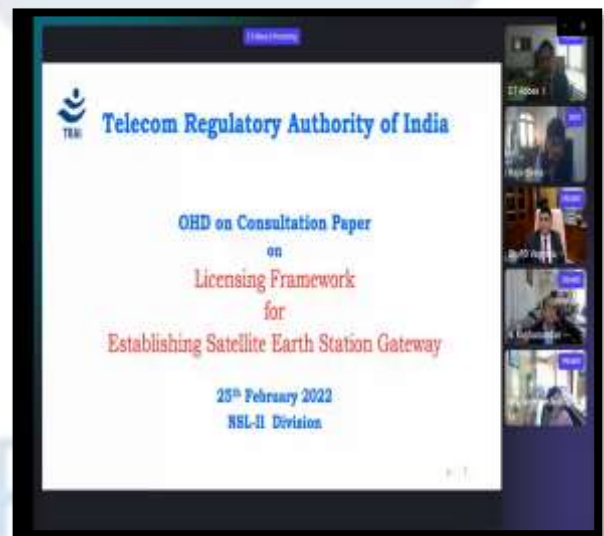 TRAI
Telecom Regulatory Authority of India
OHD on Consultation Paper
on
Licensing Framework
for
Establishing Satellite Earth Station Gateway
25th February 2022
NSL-II Division